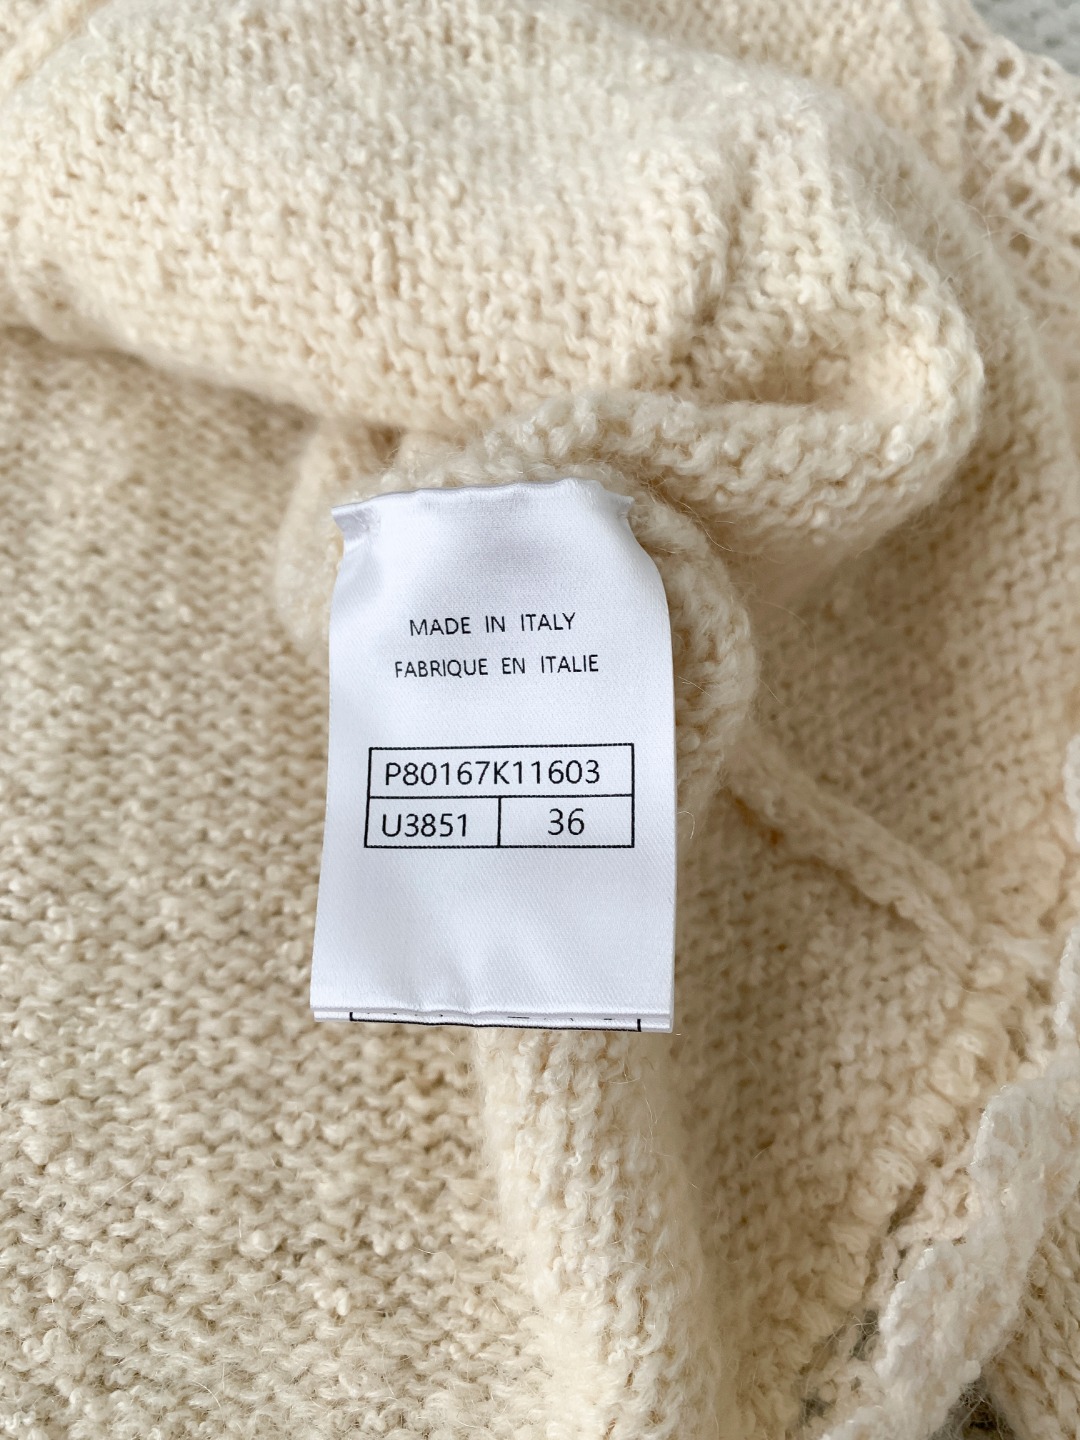 MADE IN ITALY
FABRIQUE EN ITALIE
P80167K11603
U3851 36